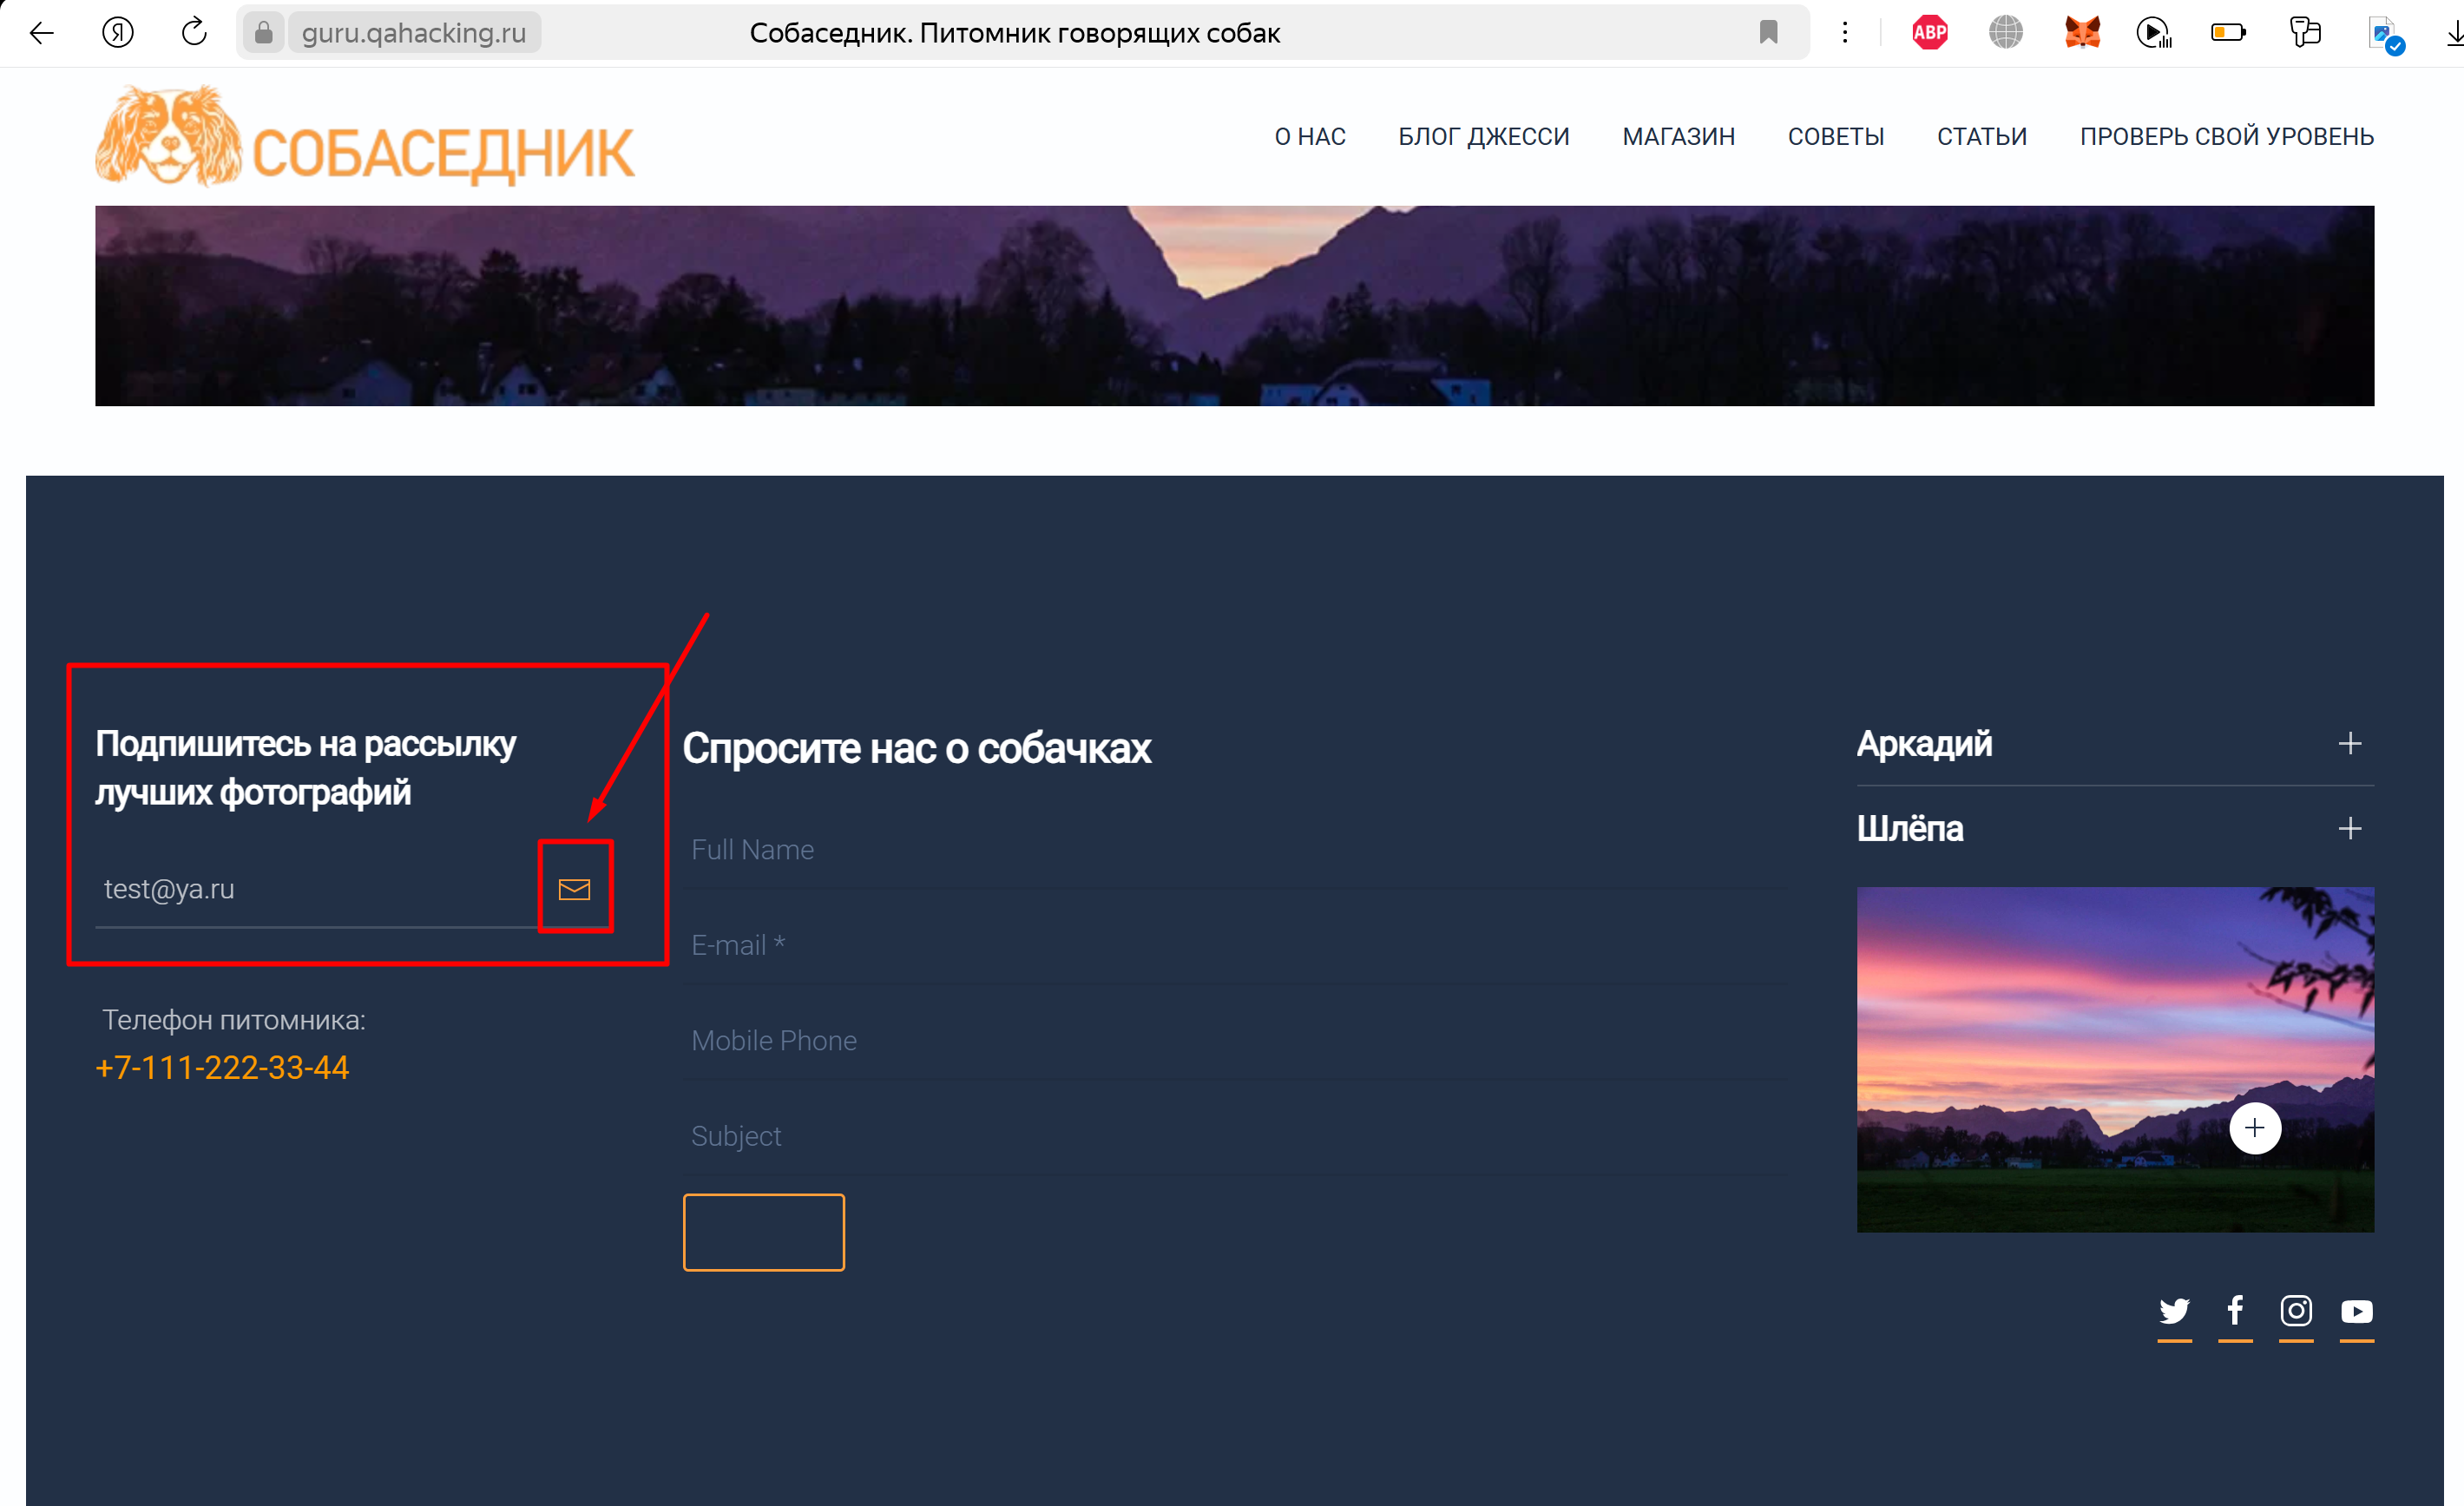 guru.qahacking.ru
Собаседник. Питомник говорящих собак
ABP
СОБАСЕДНИК
О НАС
БЛОГ ДЖЕССИ
МАГАЗИН
СОВЕТЫ
СТАТЬИ
ПРОВЕРЬ СВОЙ УРОВЕНЬ
Подпишитесь на рассылку
лучших фотографий
test@ya.ru
Телефон питомника:
+7-111-222-33-44
Спросите нас о собачках
Full Name
E-mail *
Mobile Phone
Subject
Аркадий
Шлёпа